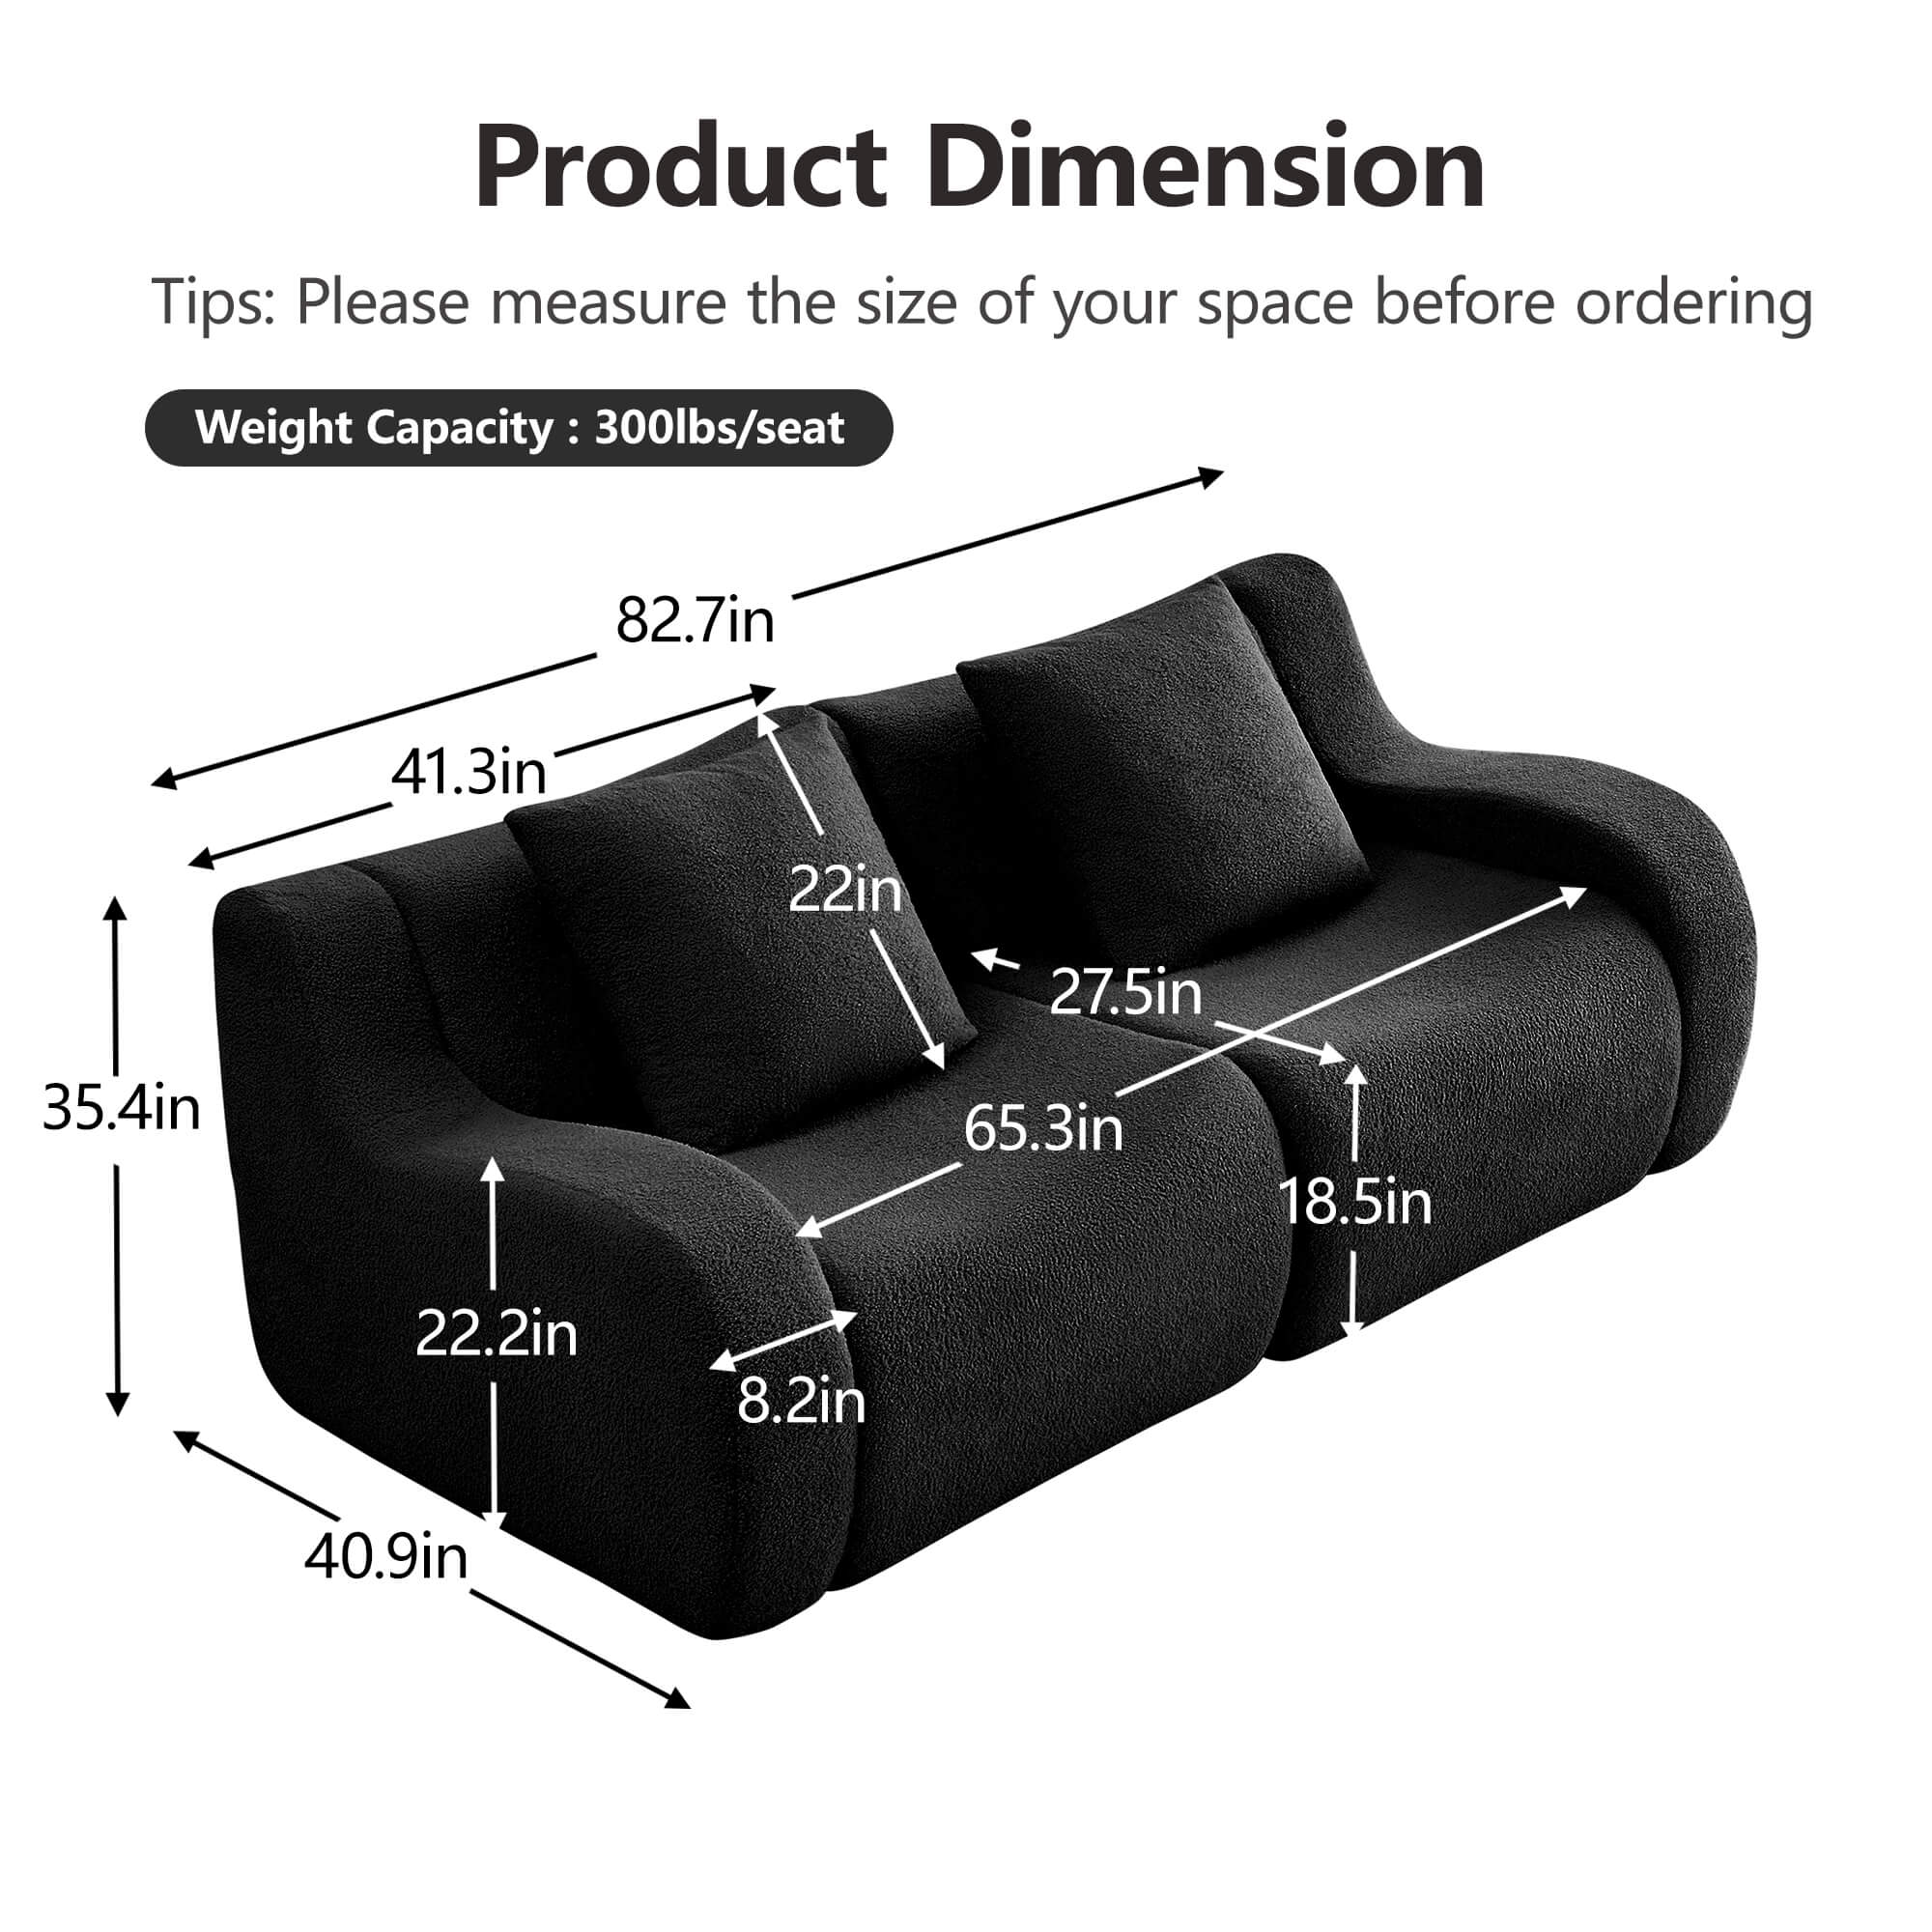 Product Dimension
Tips: Please measure the size of your space before ordering
Weight Capacity : 300lbs/seat
82.7in
41.3in
22in
27.5in
35.4in
65.3in
18.5in
22.2in
8.2in
40.9in